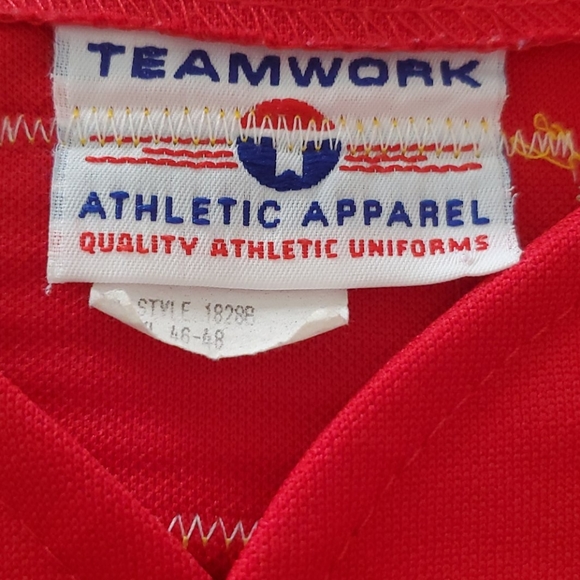 TEAMWORK
ATHLETIC APPAREL
QUALITY ATHLETIC UNIFORMS
STYLE 1828B
46-48